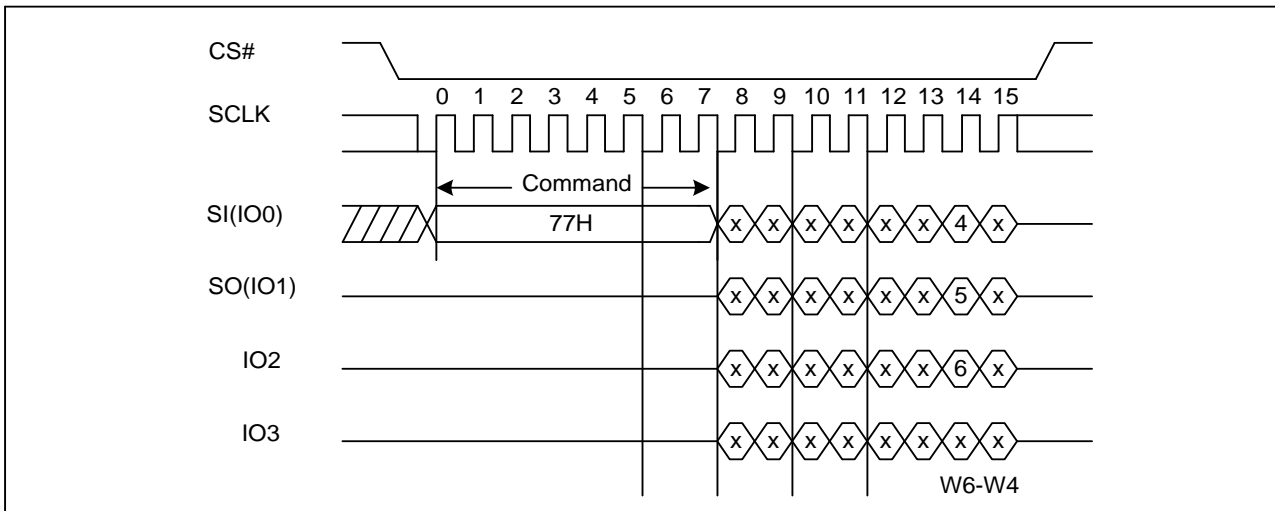 CS#
0 1 2 3 4 5 6 7 8 9 10 11 12 13 14 15
SCLK
Command
SI(IO0) 77H x x x x x x 4 x
SO(IO1) x x x x x x 5 x
IO2 x x x x x x 6 x
IO3 x x x x x x x x
W6-W4